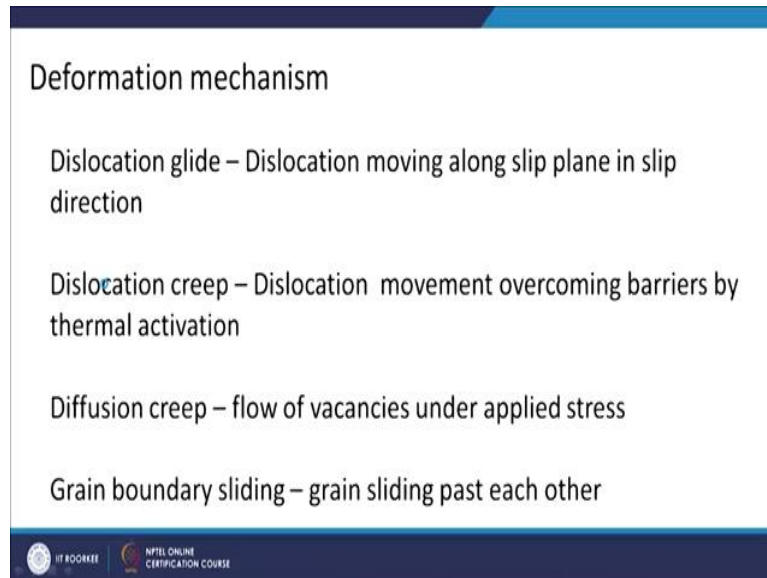 Deformation mechanism
Dislocation glide – Dislocation moving along slip plane in slip
direction
Dislocation creep – Dislocation movement overcoming barriers by
thermal activation
Diffusion creep – flow of vacancies under applied stress
Grain boundary sliding – grain sliding past each other
IIT ROORKEE
NPTEL ONLINE
CERTIFICATION COURSE